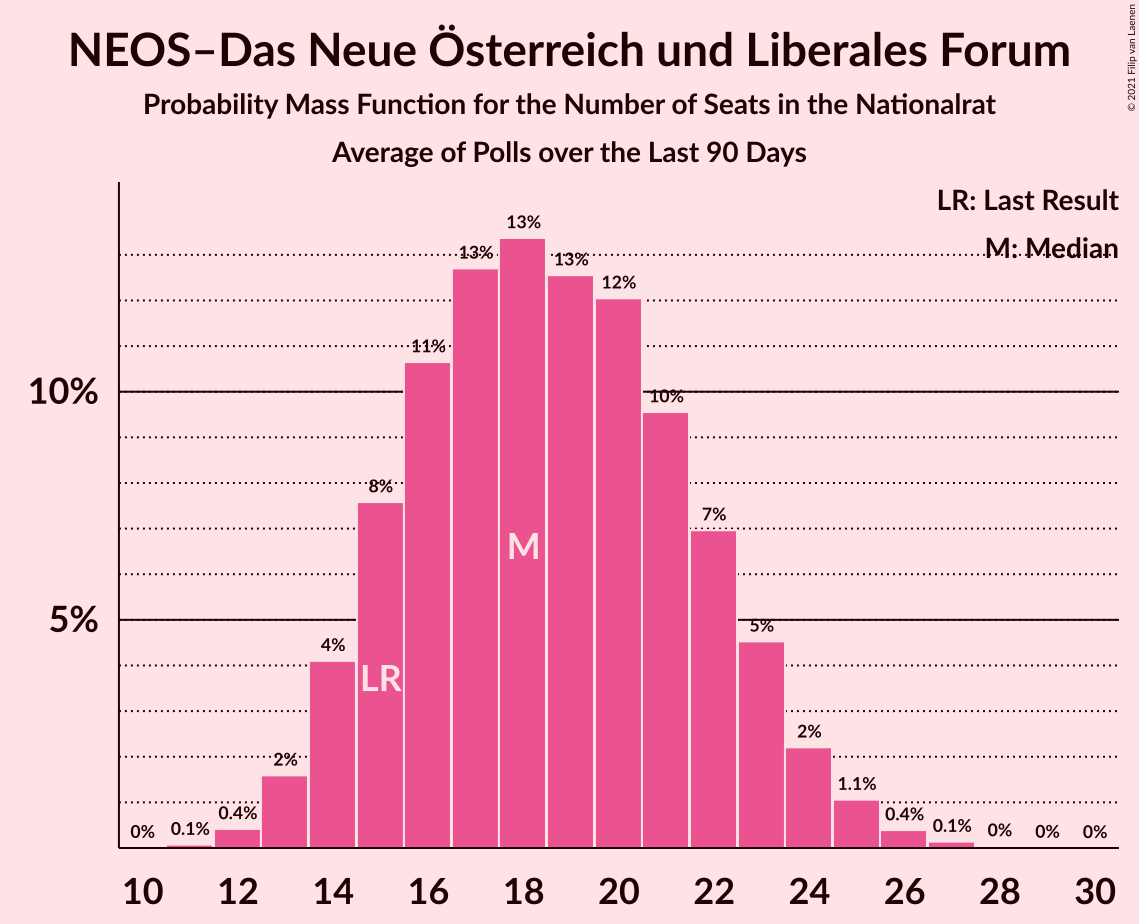 NEOS–Das Neue Österreich und Liberales Forum
Probability Mass Function for the Number of Seats in the Nationalrat
Average of Polls over the Last 90 Days
© 2021 Filip van Laenen
LR: Last Result
M: Median
10%
5%
0%
0.1%
0.4%
2%
4%
8%
11%
13%
13%
13%
12%
10%
7%
5%
2%
1.1%
0.4%
0.1%
0%
0%
0%
LR
M
10 12 14 16 18 20 22 24 26 28 30